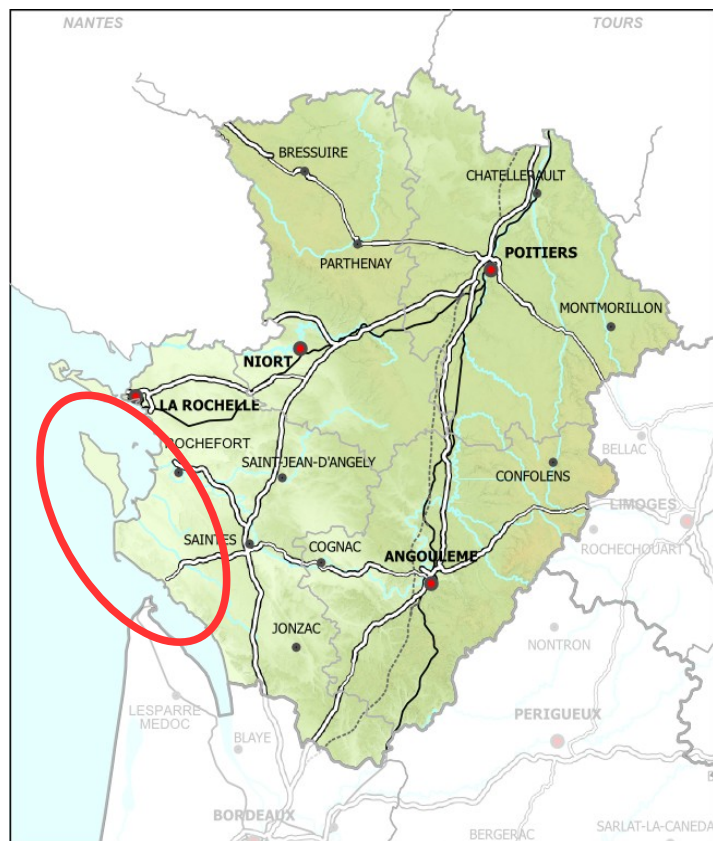 NANTES
TOURS
BRESSUIRE
CHATELLERAULT
PARTHENAY
POITIERS
MONTMORILLON
NIORT
LA ROCHELLE
ROCHEFORT
SAINT-JEAN-D'ANGELY
BELLAC
CONFOLENS
LIMOGES
SAINTES
COGNAC
ANGOULEME
ROCHECHOUART
JONZAC
NONTRON
LESPARRE
MEDOC
PERIGUEUX
BLAYE
BORDEAUX
BERGERAC
SARLAT-LA-CANEDA